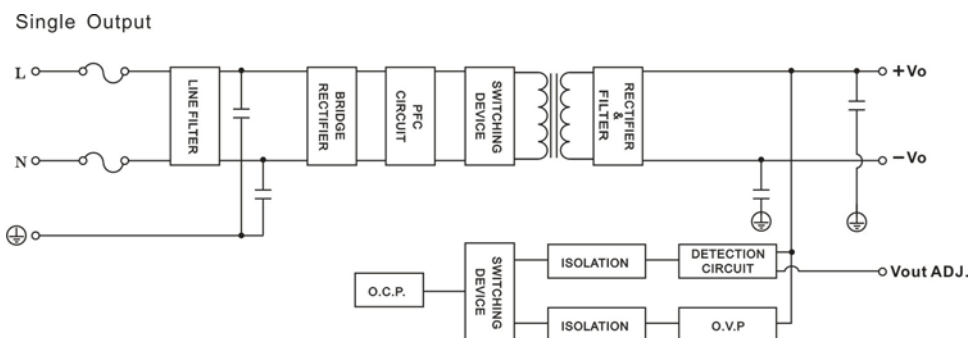 Single Output
L
N
LINE FILTER
BRIDGE
RECTIFIER
PFC
CIRCUIT
SWITCHING
DEVICE
RECTIFIER
&
FILTER
+Vo
-Vo
DETECTION
CIRCUIT
ISOLATION
Vout ADJ.
SWITCHING
DEVICE
O.C.P.
ISOLATION
O.V.P